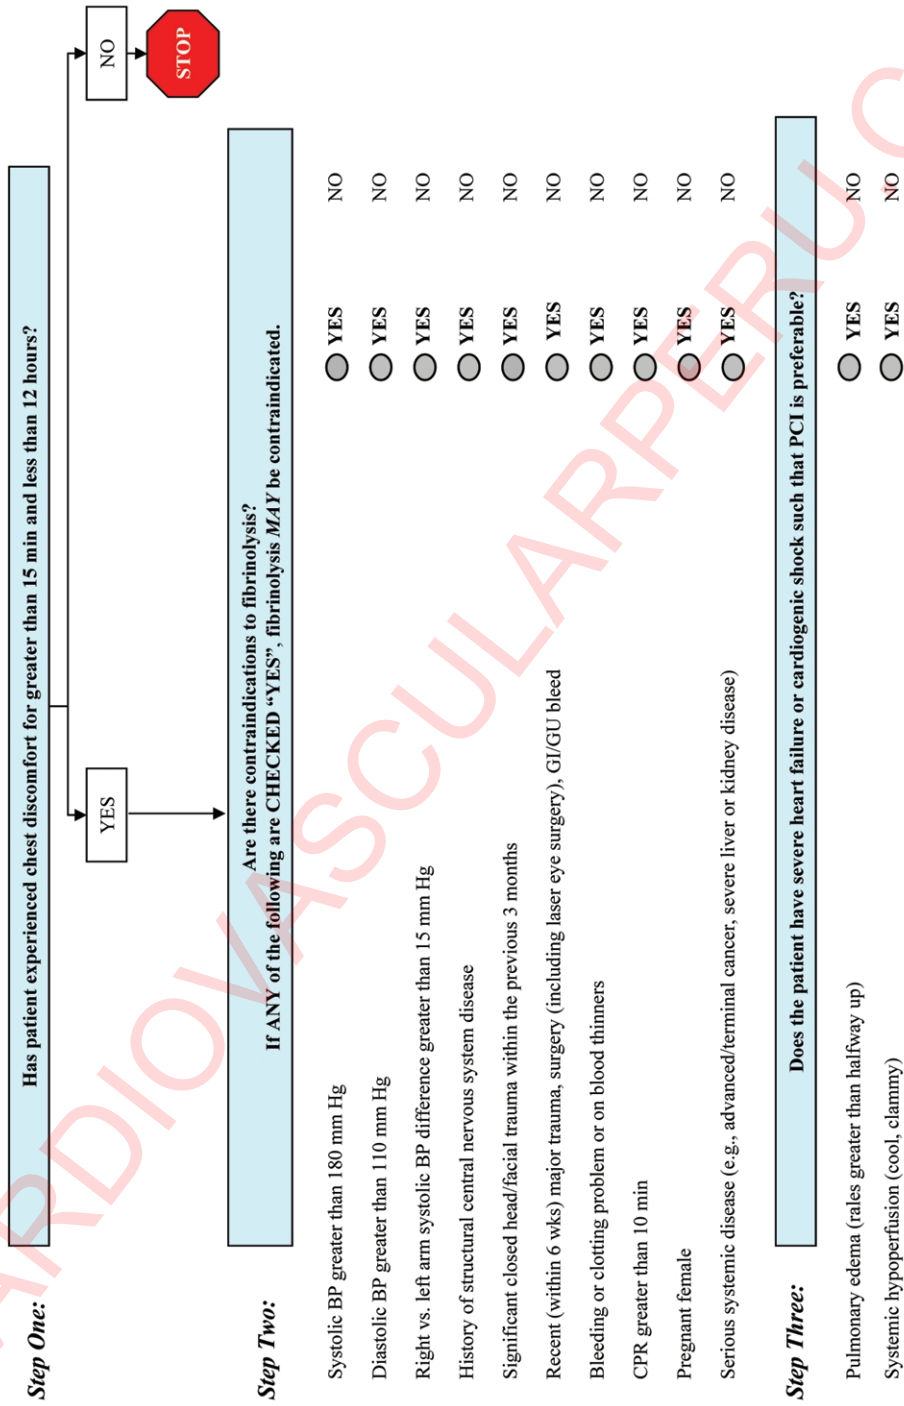 Step One:
Has patient experienced chest discomfort for greater than 15 min and less than 12 hours?
YES
NO
STOP
Step Two:
Are there contraindications to fibrinolysis?
If ANY of the following are CHECKED “YES”, fibrinolysis MAY be contraindicated.
Systolic BP greater than 180 mm Hg YES NO
Diastolic BP greater than 110 mm Hg YES NO
Right vs. left arm systolic BP difference greater than 15 mm Hg YES NO
History of structural central nervous system disease YES NO
Significant closed head/facial trauma within the previous 3 months YES NO
Recent (within 6 wks) major trauma, surgery (including laser eye surgery), GI/GU bleed YES NO
Bleeding or clotting problem or on blood thinners YES NO
CPR greater than 10 min YES NO
Pregnant female YES NO
Serious systemic disease (e.g., advanced/terminal cancer, severe liver or kidney disease) YES NO
Step Three:
Does the patient have severe heart failure or cardiogenic shock such that PCI is preferable?
Pulmonary edema (rales greater than halfway up) YES NO
Systemic hypoperfusion (cool, clammy) YES NO
ARDIOVASCULARPERU.C